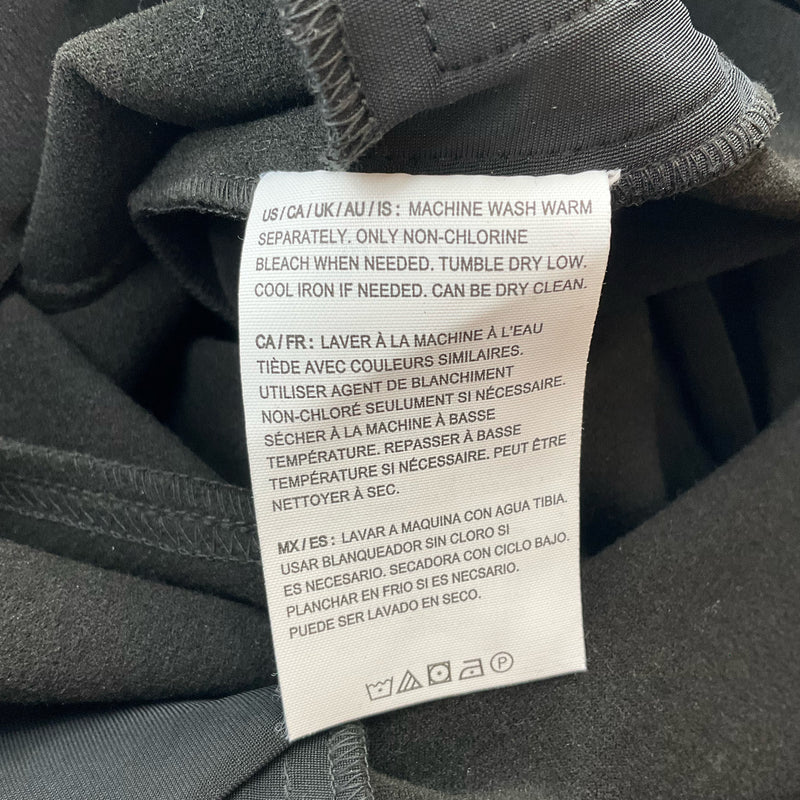 US/CA/UK/AU/IS: MACHINE WASH WARM
SEPARATELY. ONLY NON-CHLORINE
BLEACH WHEN NEEDED. TUMBLE DRY LOW.
COOL IRON IF NEEDED. CAN BE DRY CLEAN.
CA/FR: LAVER À LA MACHINE À L'EAU
TIÈDE AVEC COULEURS SIMILAIRES.
UTILISER AGENT DE BLANCHIMENT
NON-CHLORÉ SEULUMENT SI NÉCESSAIRE.
SÉCHER À LA MACHINE À BASSE
TEMPÉRATURE. REPASSER À BASSE
TEMPÉRATURE SI NÉCESSAIRE. PEUT ÊTRE
NETTOYER À SEC.
MX/ES: LAVAR A MAQUINA CON AGUA TIBIA.
USAR BLANQUEADOR SIN CLORO SI
ES NECESARIO. SECADORA CON CICLO BAJO.
PLANCHAR EN FRIO SI ES NECSARIO.
PUEDE SER LAVADO EN SECO.
P